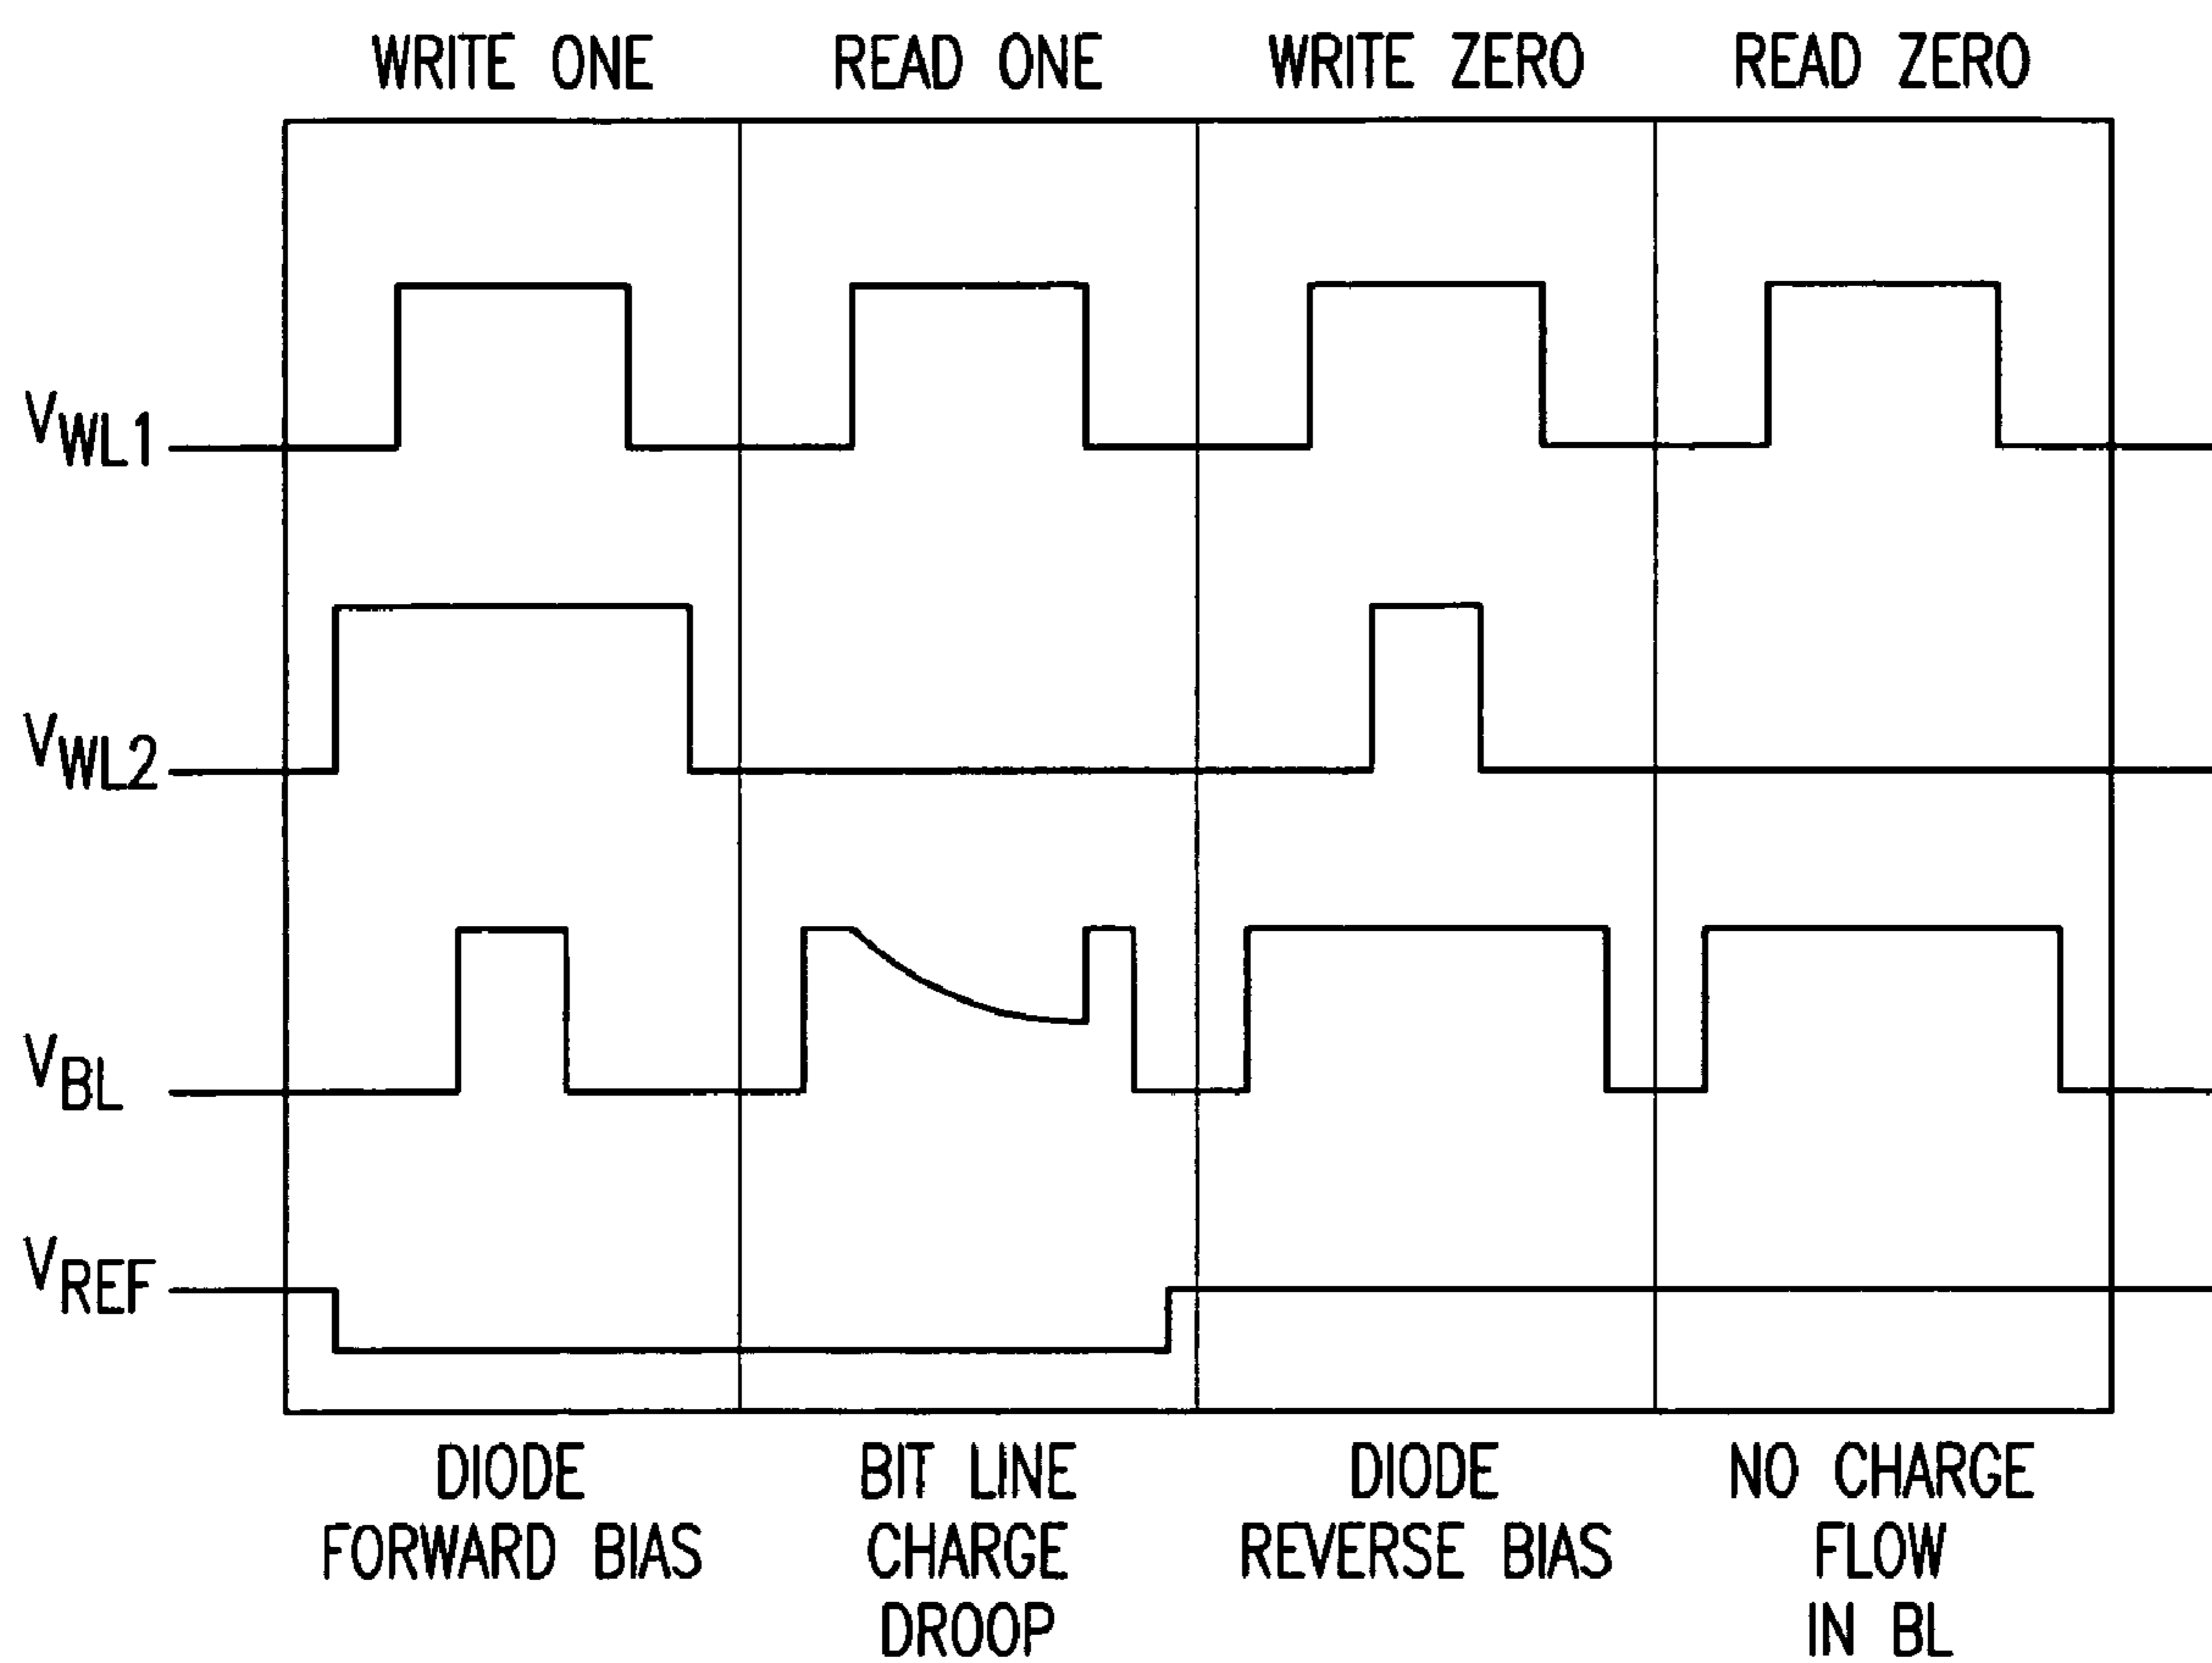 WRITE ONE READ ONE WRITE ZERO READ ZERO
VWL1
VWL2
VBL
VREF
DIODE
FORWARD BIAS
BIT LINE
CHARGE
DROOP
DIODE
REVERSE BIAS
NO CHARGE
FLOW
IN BL